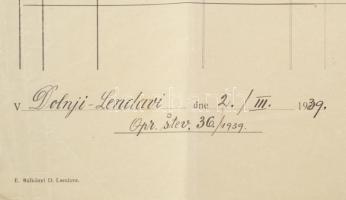 V Dolnji-Lendavi dne 2./III. 1939.
Opr. štev. 36./1939.
E. Balkányi D. Lendava.